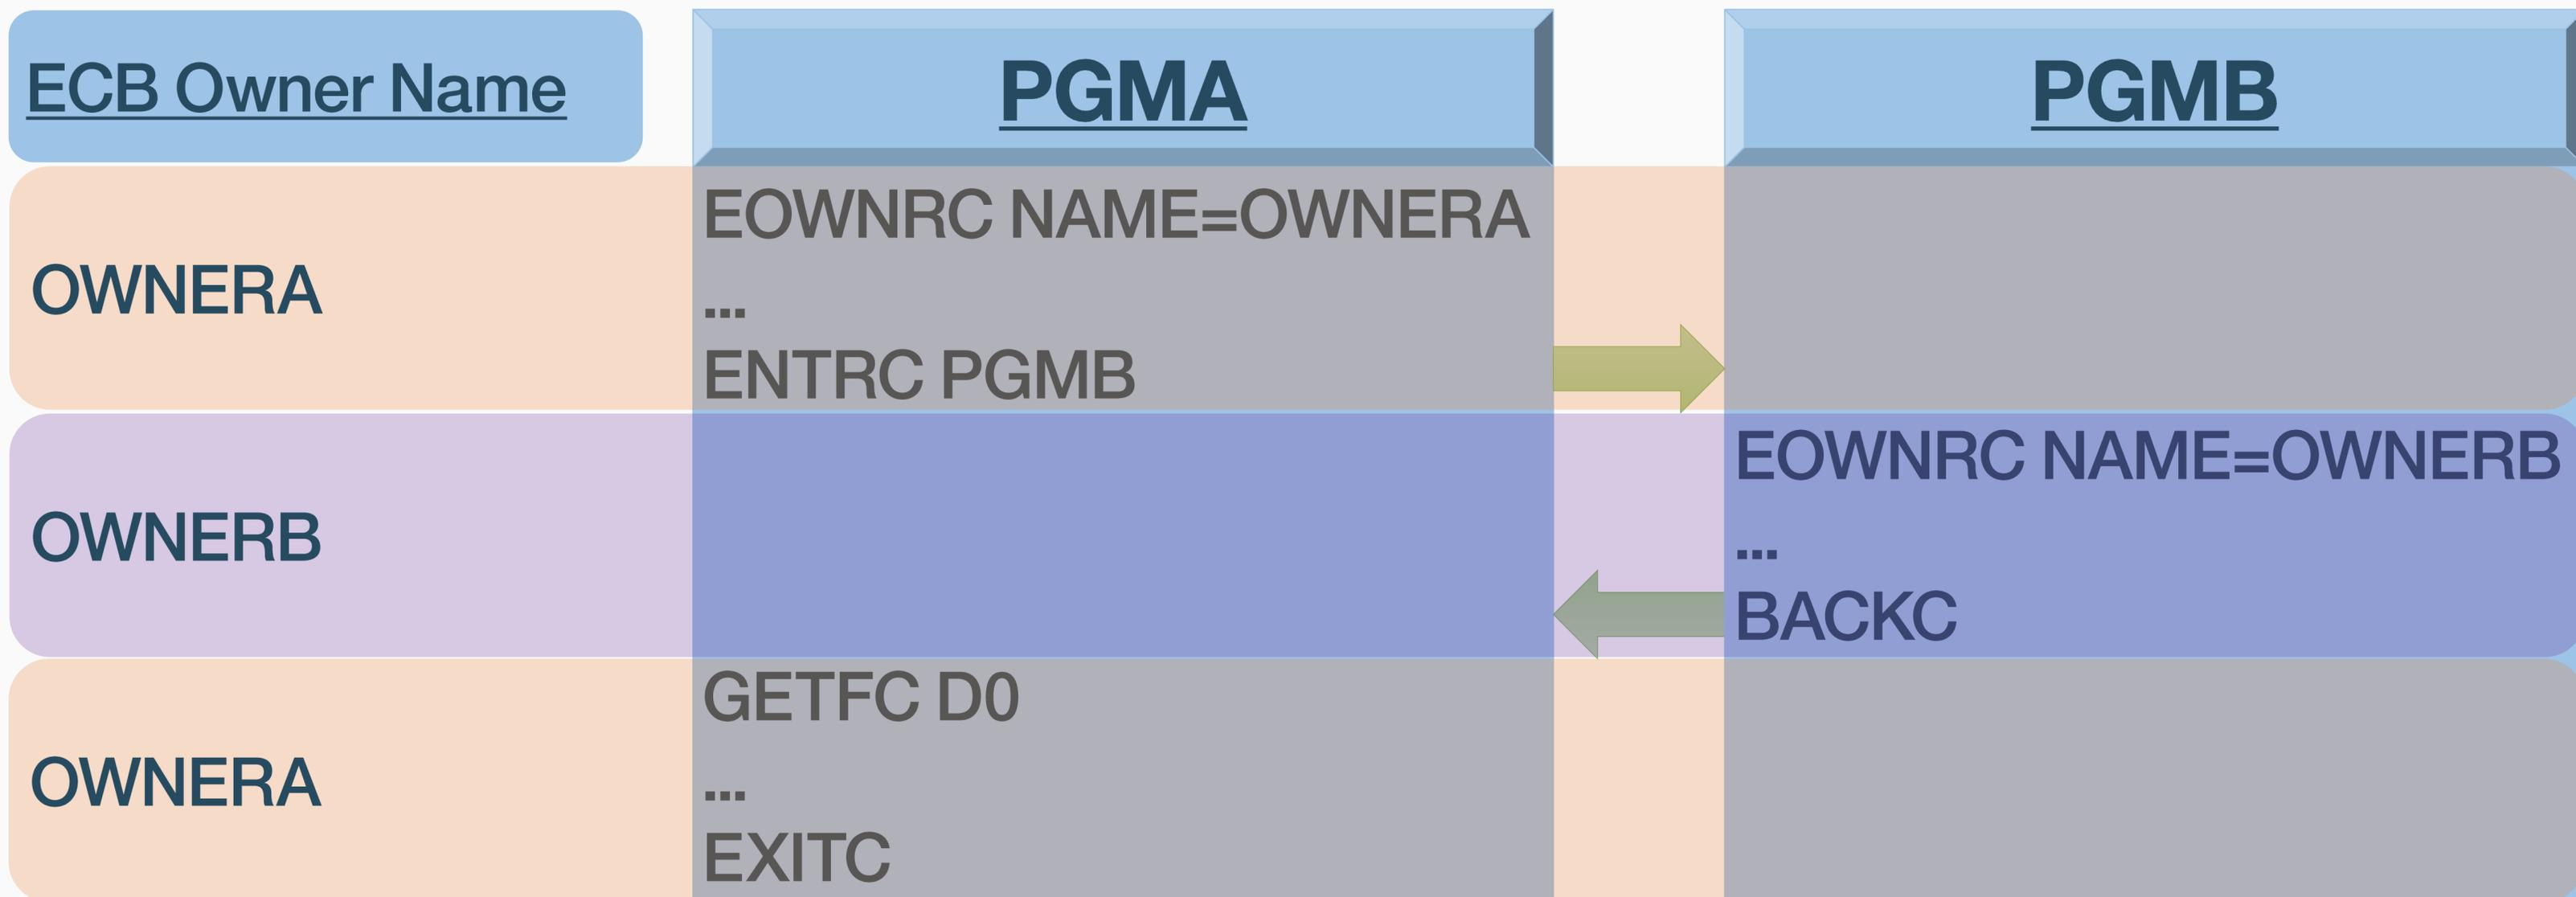 ECB Owner Name
PGMA
PGMB
OWNERA
EOWNRC NAME=OWNERA
...
ENTRC PGMB
OWNERB
EOWNRC NAME=OWNERB
...
BACKC
OWNERA
GETFC D0
...
EXITC